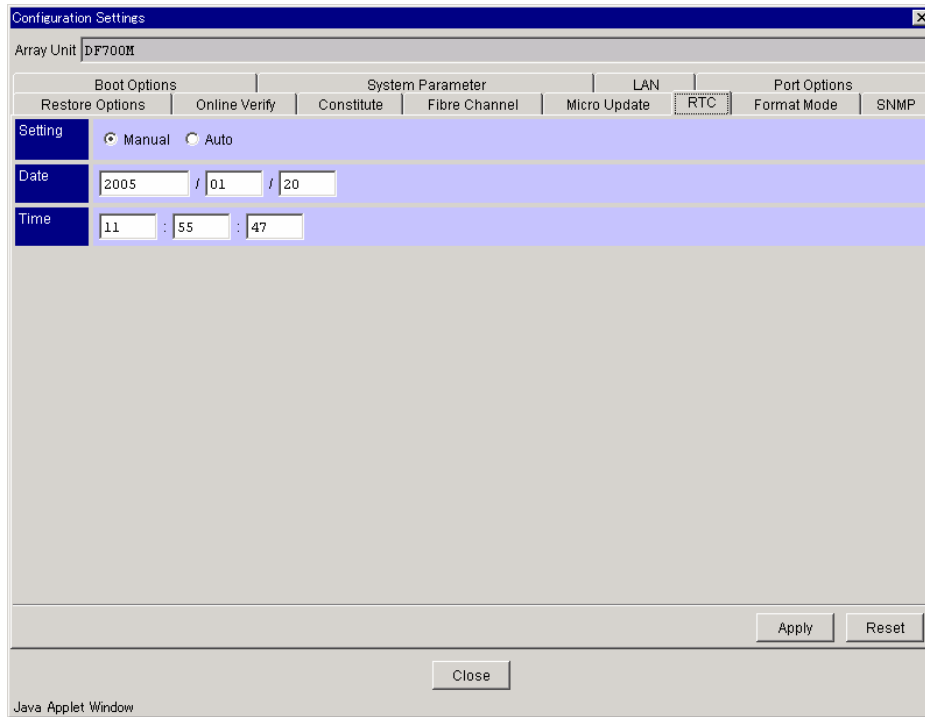 Configuration Settings
Array Unit DF700M
Boot Options System Parameter LAN Port Options
Restore Options Online Verify Constitute Fibre Channel Micro Update RTC Format Mode SNMP
Setting Manual Auto
Date 2005 / 01 / 20
Time 11 : 55 : 47
Apply Reset
Close
Java Applet Window